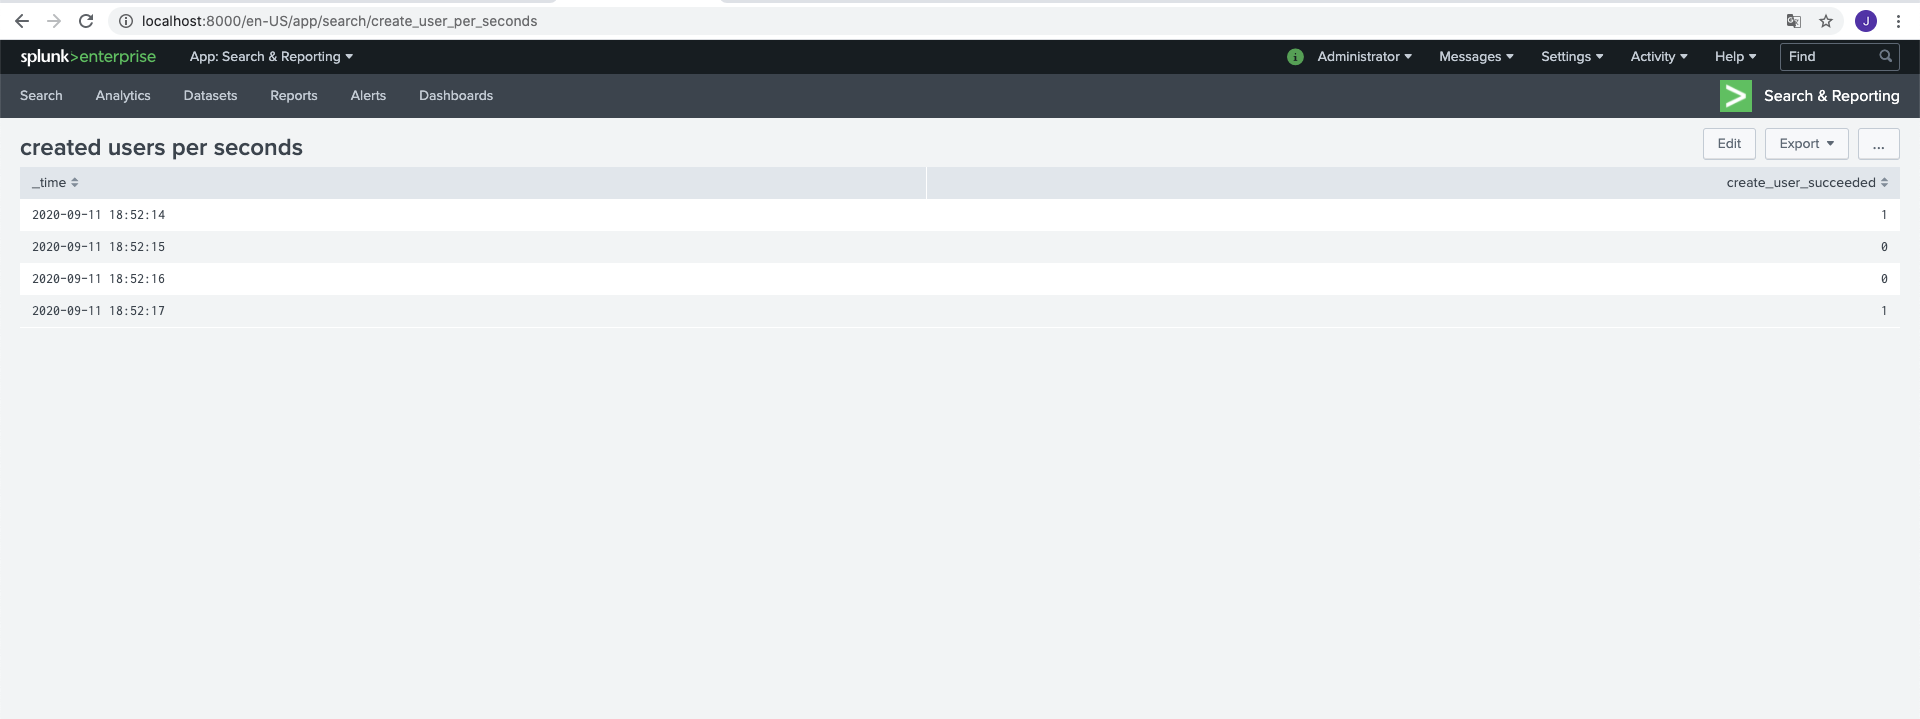 localhost:8000/en-US/app/search/create_user_per_seconds
J
splunk>enterprise App: Search & Reporting i Administrator Messages Settings Activity Help Find
Search Analytics Datasets Reports Alerts Dashboards > Search & Reporting
created users per seconds Edit Export ...
_time create_user_succeeded
2020-09-11 18:52:14 1
2020-09-11 18:52:15 0
2020-09-11 18:52:16 0
2020-09-11 18:52:17 1